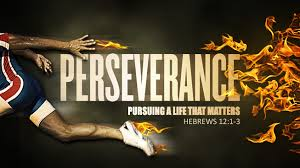 PERSEVERANCE
PURSUING A LIFE THAT MATTERS
HEBREWS 12:1-3